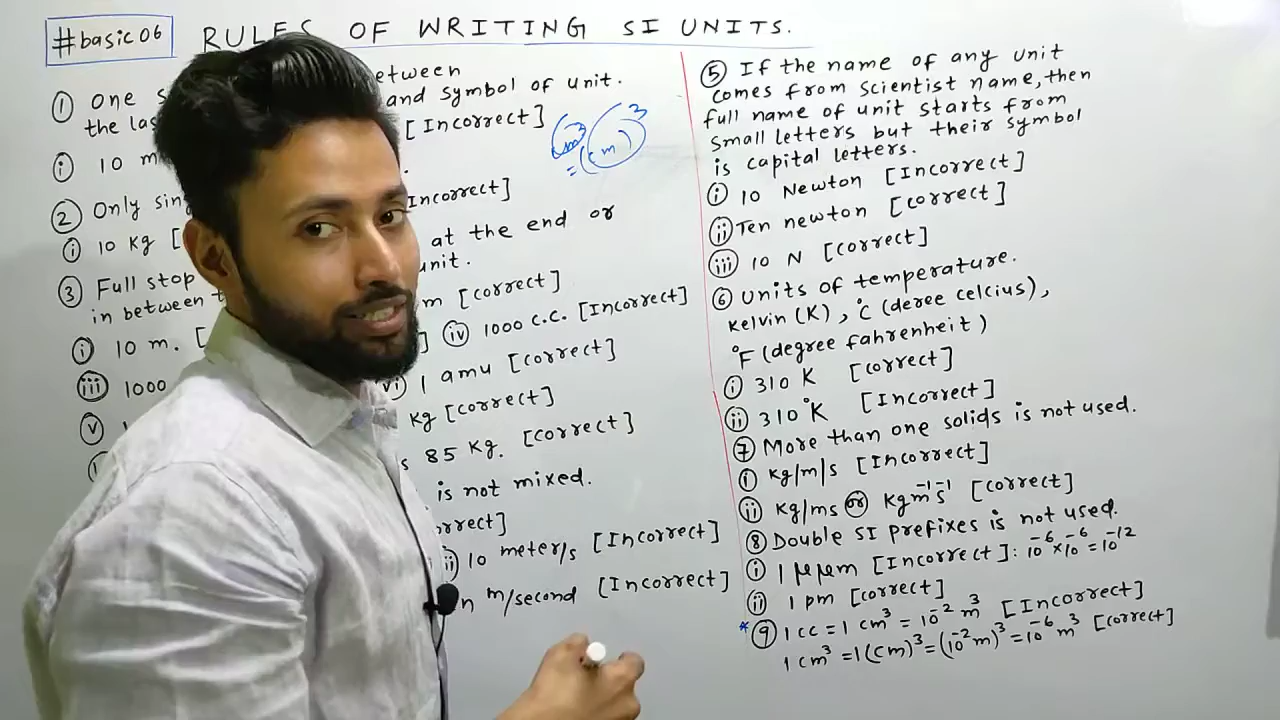 #basic06 RULES OF WRITING SI UNITS.
① One s etween
the las and symbol of unit.
ⓘ 10 m [Incorrect]
② Only sin
ⓘ 10 Kg [ Incorrect]
③ Full stop at the end or
in between t unit.
ⓘ 10 m. [ m [correct]
(iii) 1000 ] (iv) 1000 c.c. [Incorrect]
(v) (vi) 1 amu [correct]
kg [correct]
s 85 Kg. [correct]
is not mixed.
rrect]
(ii) 10 meter/s [Incorrect]
n m/second [Incorrect]
cm³
= (cm)³
⑤ If the name of any unit
comes from scientist name, then
full name of unit starts from
small letters but their symbol
is capital letters.
ⓘ 10 Newton [Incorrect]
(ii) Ten newton [correct]
(iii) 10 N [correct]
⑥ Units of temperature.
Kelvin (K), °C (deree celcius),
°F (degree fahrenheit)
ⓘ 310 K [correct]
(ii) 310°K [Incorrect]
⑦ More than one solids is not used.
ⓘ kg/m/s [Incorrect]
(ii) kg/ms or kgm⁻¹s⁻¹ [correct]
⑧ Double SI prefixes is not used.
ⓘ 1 μμm [Incorrect]: 10⁻⁶×10⁻⁶=10⁻¹²
(ii) 1 pm [correct]
*⑨ 1 cc = 1 cm³ = 10⁻² m³ [Incorrect]
1 cm³ = 1(cm)³ = (10⁻²m)³ = 10⁻⁶ m³ [correct]